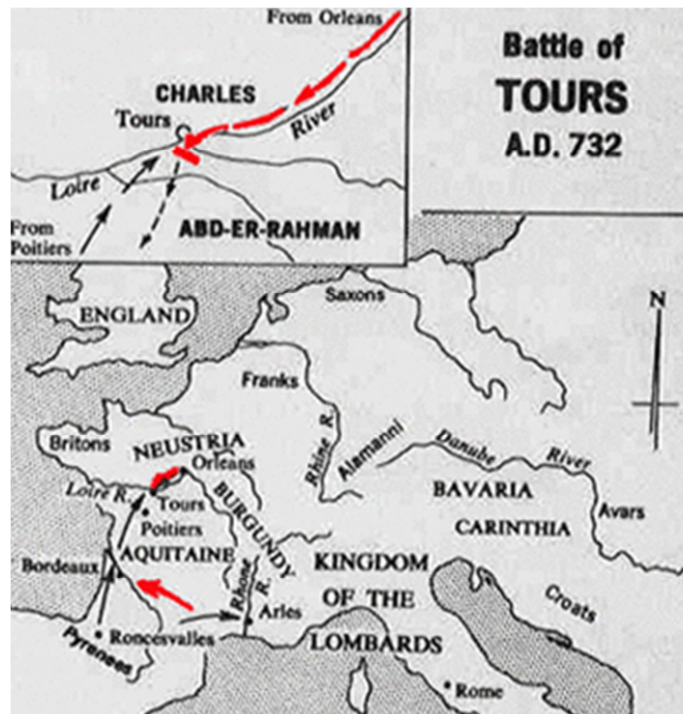 From Orleans
Battle of
TOURS
A.D. 732
CHARLES
Tours
River
Loire
From
Poitiers
ABD-ER-RAHMAN
ENGLAND
Saxons
N
Franks
Rhine R.
Alamanni
Danube
River
Britons
NEUSTRIA
Orleans
Loire R.
Tours
Poitiers
BURGUNDY
BAVARIA
CARINTHIA
Avars
Bordeaux
AQUITAINE
KINGDOM
OF THE
LOMBARDS
Rhone
R.
Arles
Croats
Roncesvalles
Pyrenees
Rome